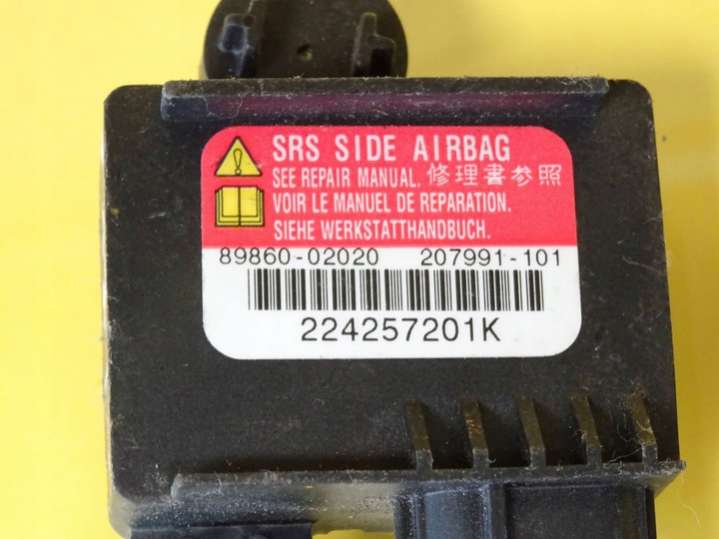 SRS SIDE AIRBAG
SEE REPAIR MANUAL. 修理書参照
VOIR LE MANUEL DE REPARATION.
SIEHE WERKSTATTHANDBUCH.
89860-02020 207991-101
224257201K